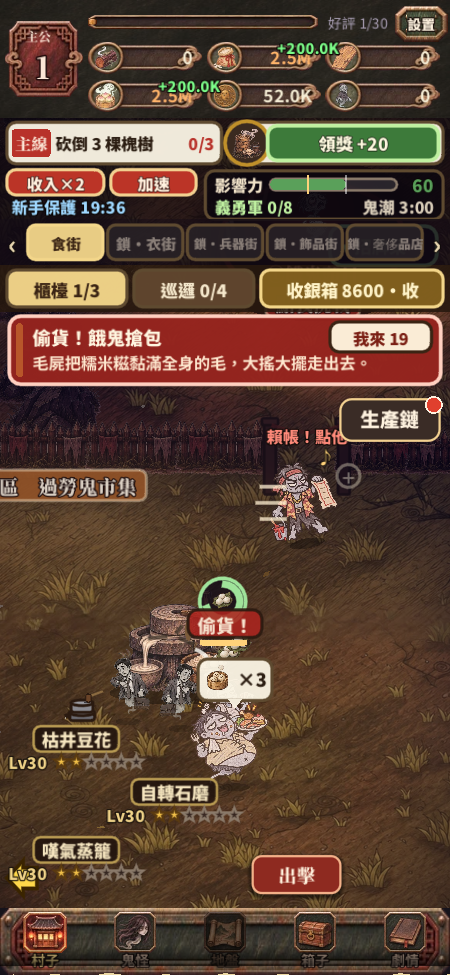 主公
1
好評 1/30
設置
0
+200.0K
2.5M
0
+200.0K
2.5M
52.0K
0
主線 砍倒 3 棵槐樹 0/3
領獎 +20
收入×2
加速
影響力 60
新手保護 19:36
義勇軍 0/8
鬼潮 3:00
‹
食街
鎖・衣街
鎖・兵器街
鎖・飾品街
鎖・奢侈品店
›
櫃檯 1/3
巡邏 0/4
收銀箱 8600・收
偷貨！餓鬼搶包
我來 19
毛屍把糯米糍黏滿全身的毛，大搖大擺走出去。
生產鏈
賴帳！點他
區 過勞鬼市集
偷貨！
×3
枯井豆花
Lv30
自轉石磨
Lv30
嘆氣蒸籠
Lv30
出擊
村子
鬼怪
地盤
箱子
劇情